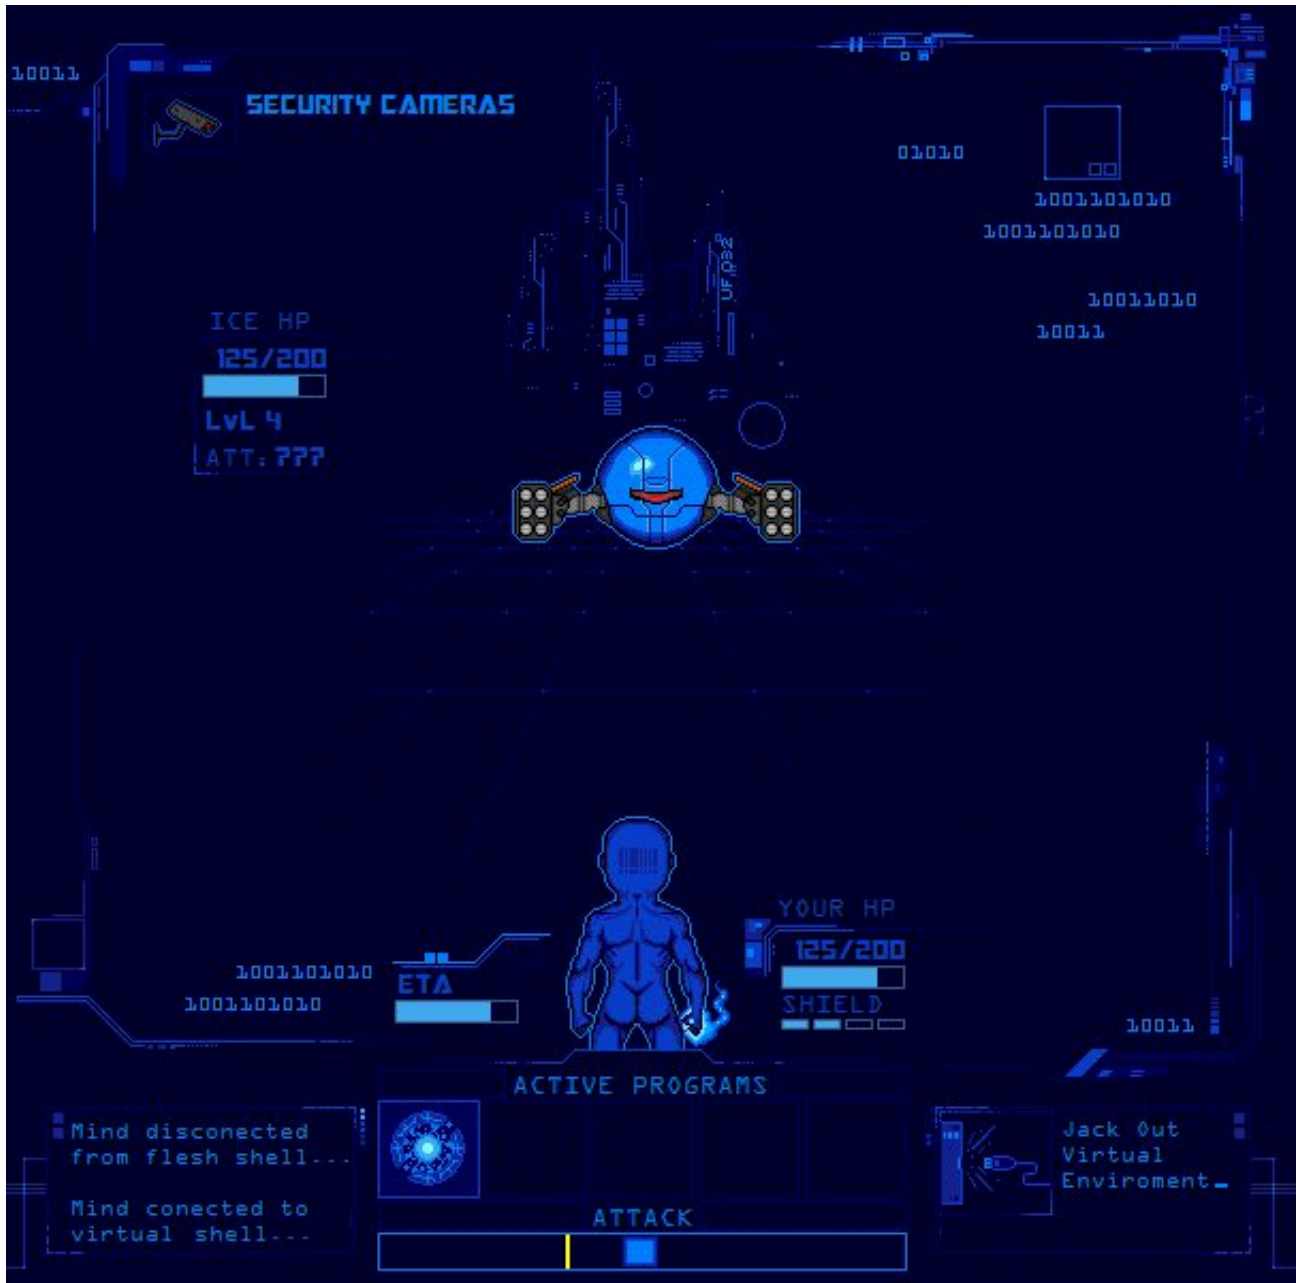 10011
SECURITY CAMERAS
01010
1001101010
1001101010
UF.032
10011010
10011
ICE HP
125/200
LvL 4
ATT: ???
YOUR HP
125/200
SHIELD
1001101010
1001101010
ETA
10011
ACTIVE PROGRAMS
Mind disconected
from flesh shell---
Mind conected to
virtual shell---
Jack Out
Virtual
Enviroment_
ATTACK